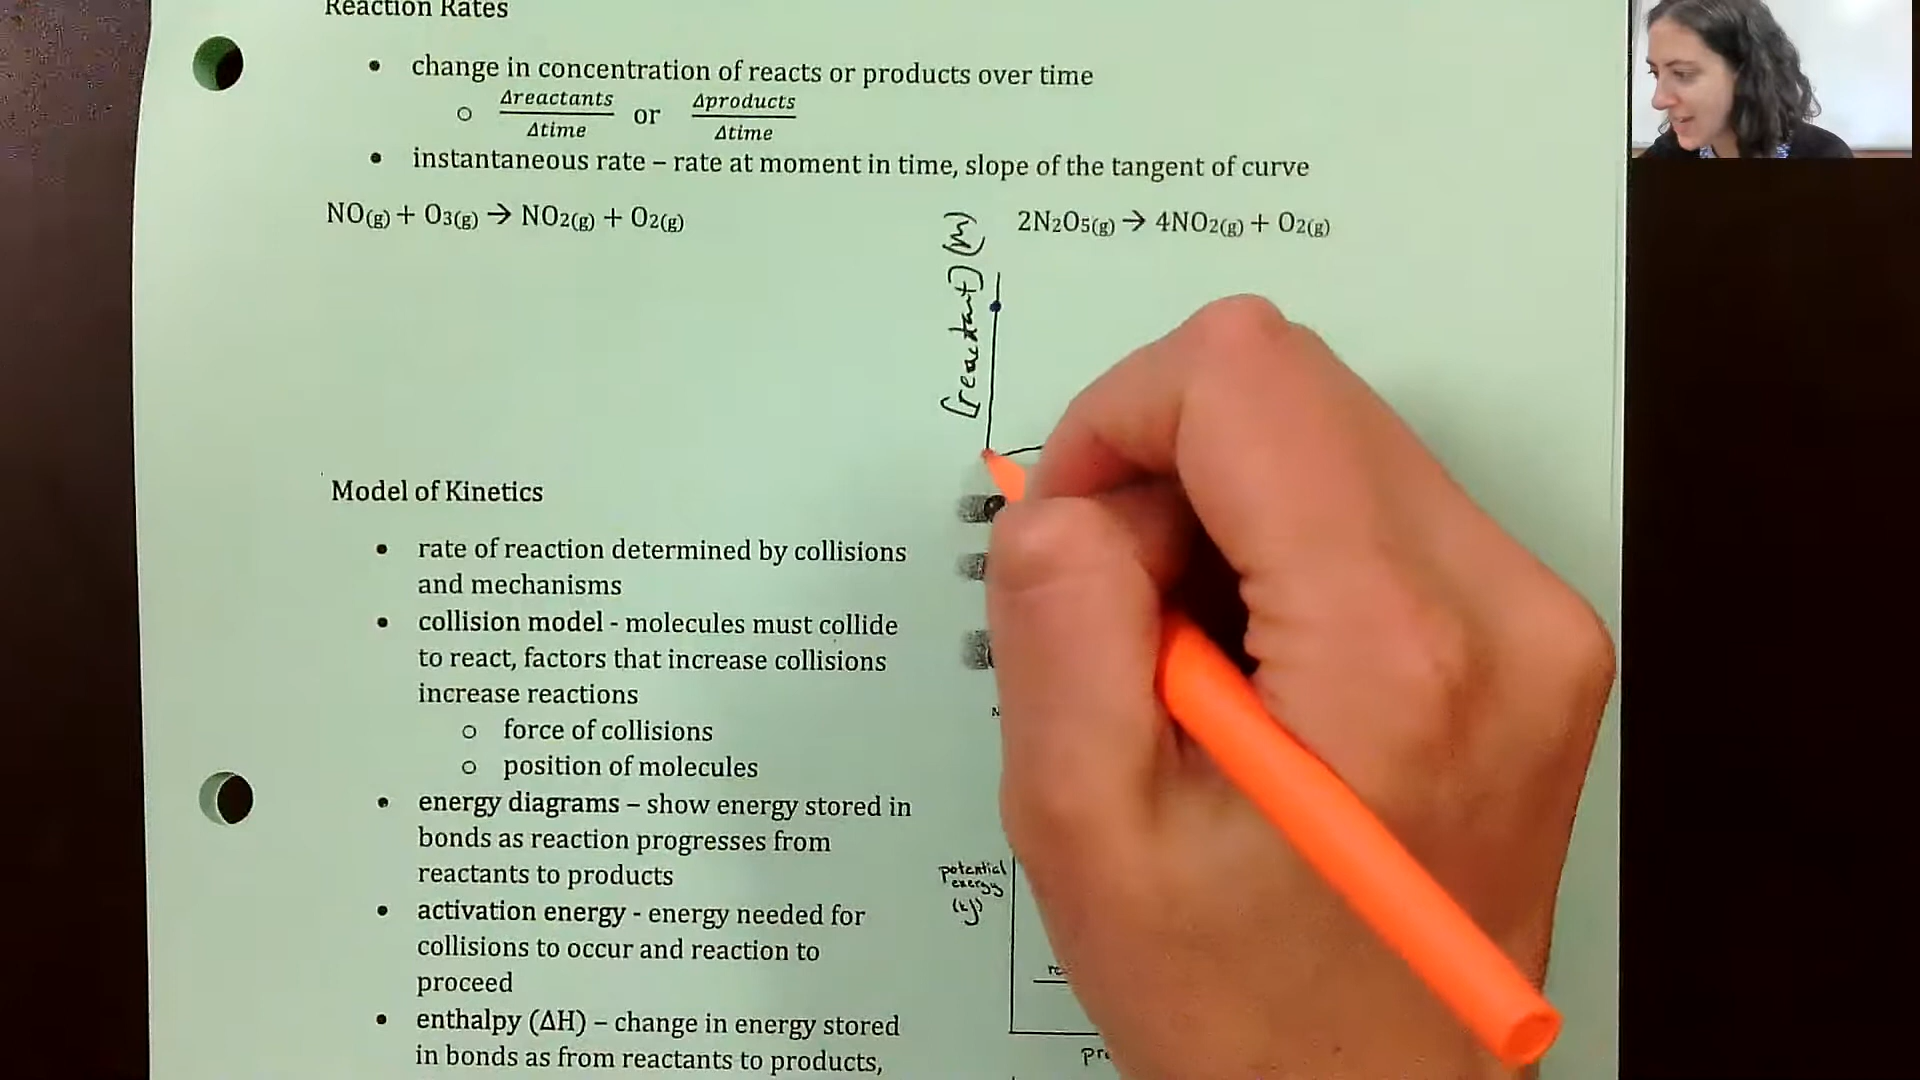 Reaction Rates
• change in concentration of reacts or products over time
○ Δreactants/Δtime or Δproducts/Δtime
• instantaneous rate – rate at moment in time, slope of the tangent of curve
NO(g) + O3(g) → NO2(g) + O2(g)
2N2O5(g) → 4NO2(g) + O2(g)
[reactant] (M)
Model of Kinetics
• rate of reaction determined by collisions
and mechanisms
• collision model - molecules must collide
to react, factors that increase collisions
increase reactions
○ force of collisions
○ position of molecules
• energy diagrams – show energy stored in
bonds as reaction progresses from
reactants to products
• activation energy - energy needed for
collisions to occur and reaction to
proceed
• enthalpy (ΔH) – change in energy stored
in bonds as from reactants to products,
N
potential
energy
(kJ)